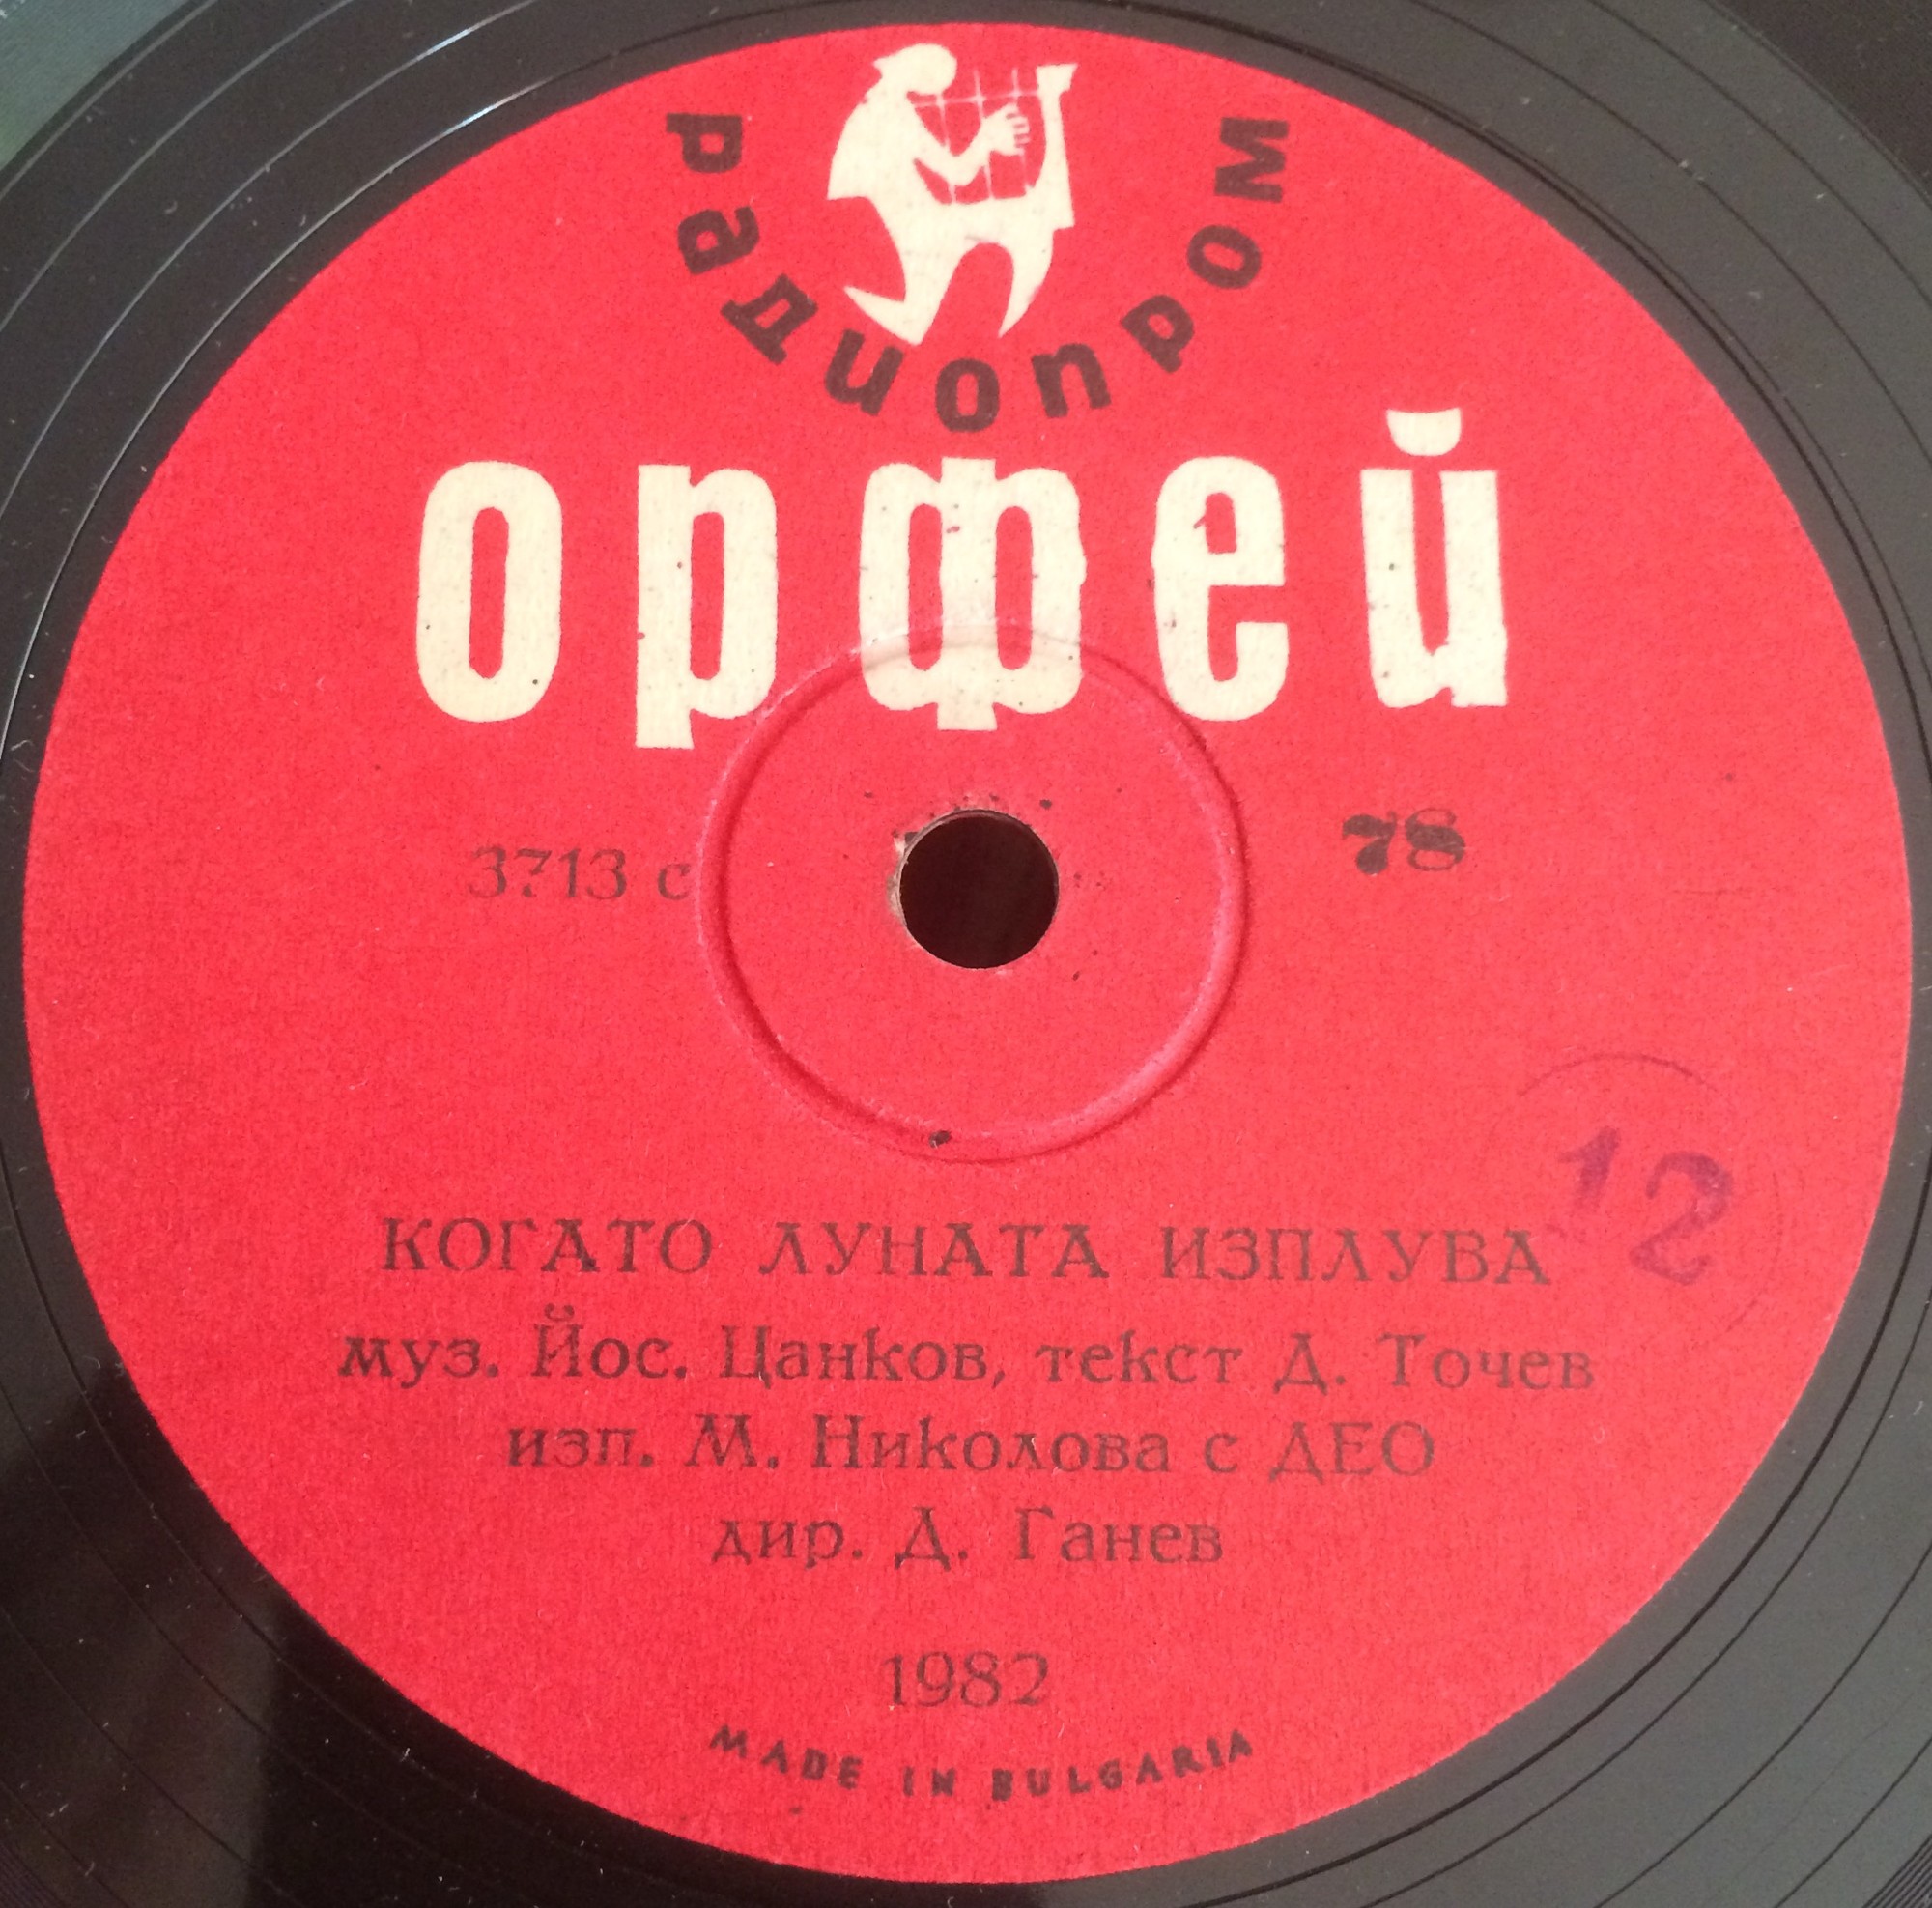 радиопром
орфей
3713 с
78
12
КОГАТО ЛУНАТА ИЗПЛУВА
муз. Йос. Цанков, текст Д. Точев
изп. М. Николова с ДЕО
дир. Д. Ганев
1982
MADE IN BULGARIA